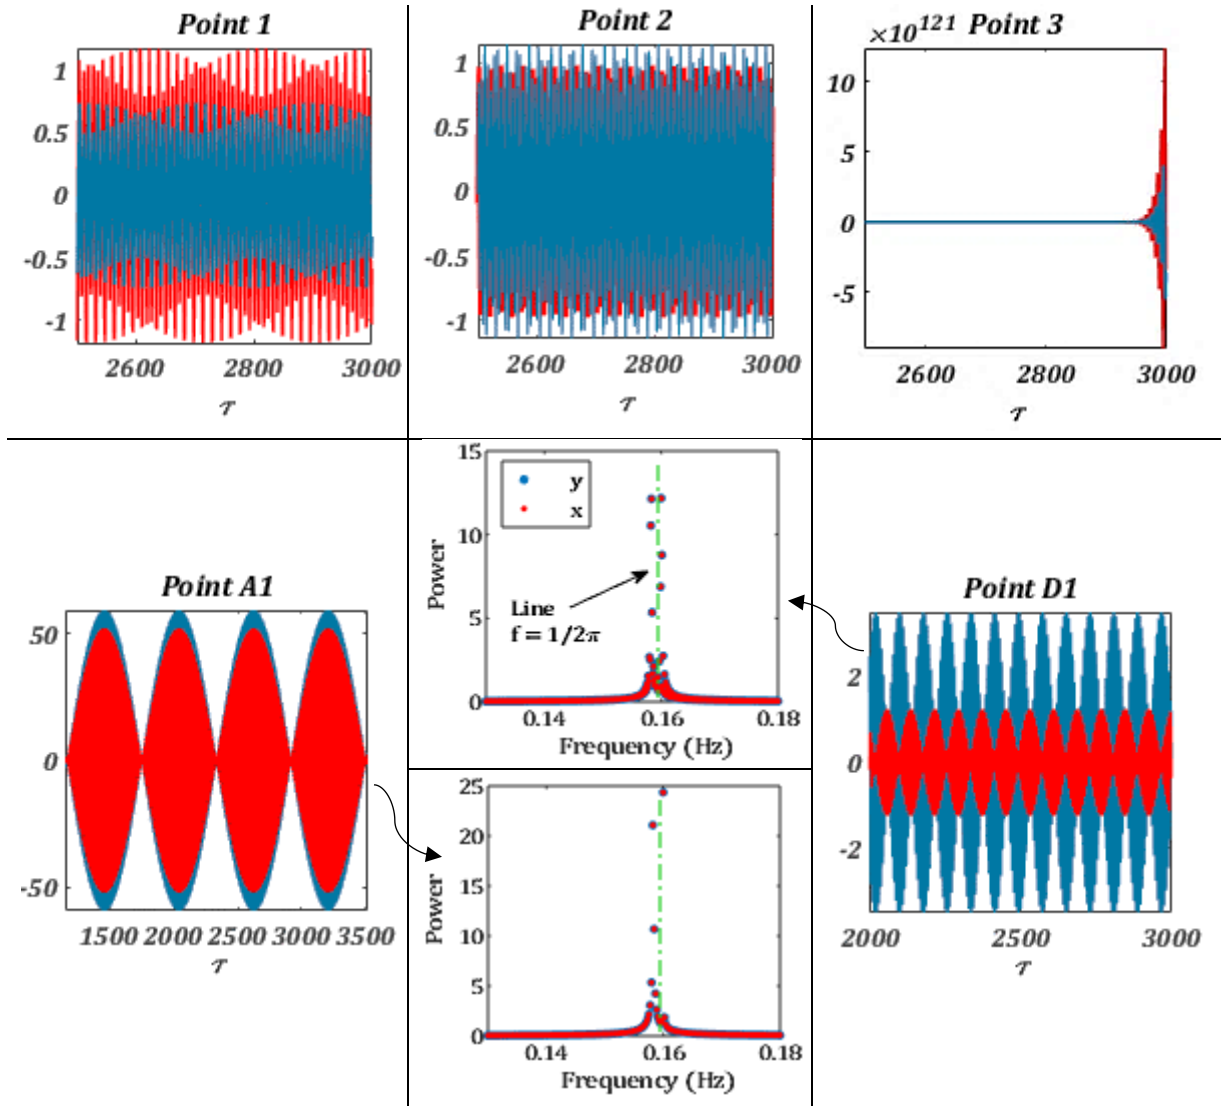 Point 1
1
0.5
0
-0.5
-1
2600 2800 3000
τ
Point 2
1
0.5
0
-0.5
-1
2600 2800 3000
τ
×10^121 Point 3
10
5
0
-5
2600 2800 3000
τ
Point A1
50
0
-50
1500 2000 2500 3000 3500
τ
15
10
5
0
Power
y
x
Line
f = 1/2π
0.14 0.16 0.18
Frequency (Hz)
25
20
15
10
5
0
Power
0.14 0.16 0.18
Frequency (Hz)
Point D1
2
0
-2
2000 2500 3000
τ